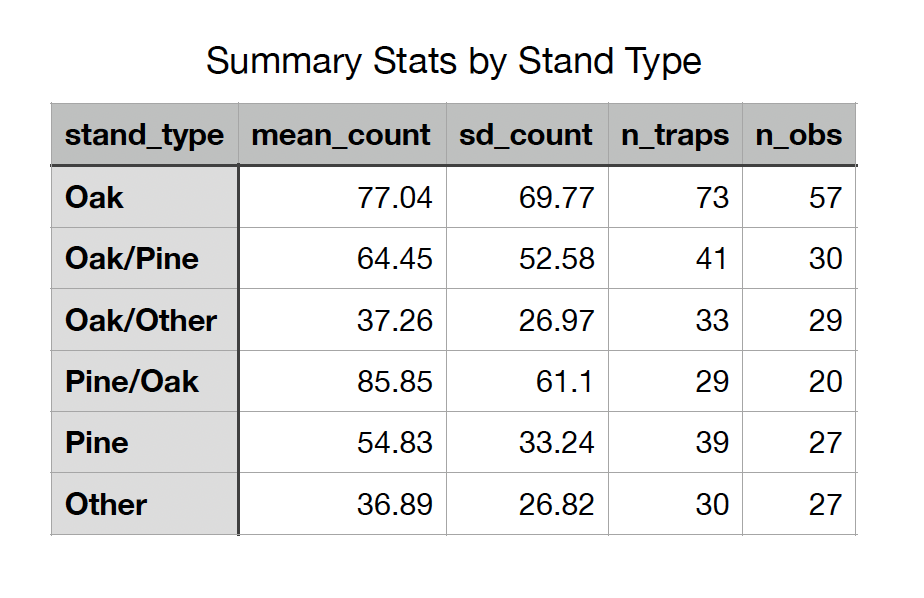 Summary Stats by Stand Type
stand_type mean_count sd_count n_traps n_obs
Oak 77.04 69.77 73 57
Oak/Pine 64.45 52.58 41 30
Oak/Other 37.26 26.97 33 29
Pine/Oak 85.85 61.1 29 20
Pine 54.83 33.24 39 27
Other 36.89 26.82 30 27